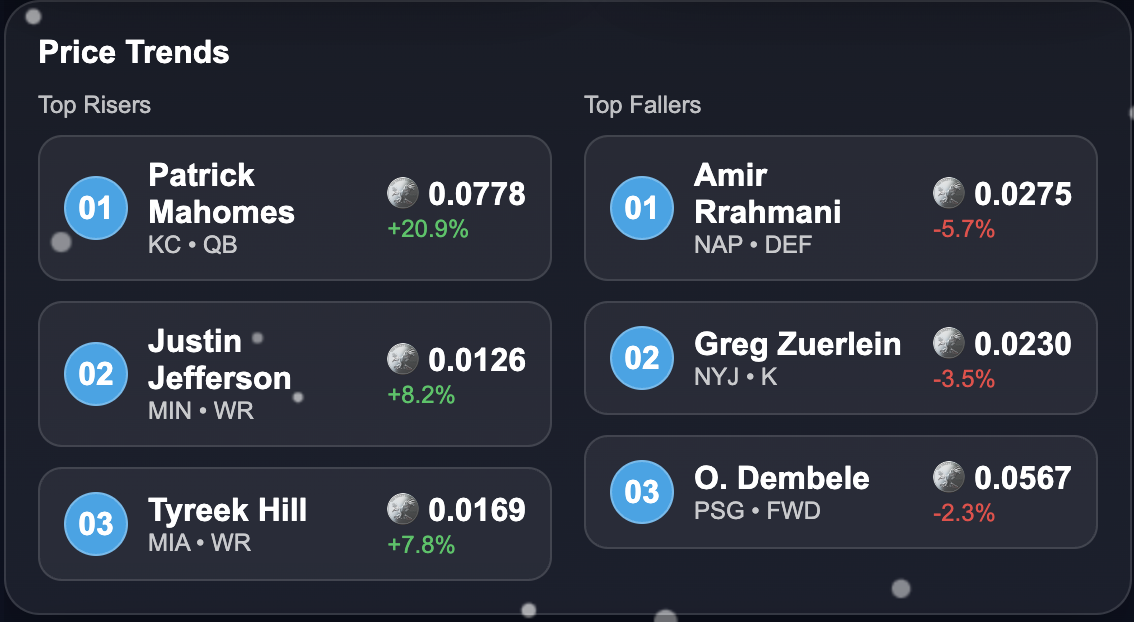 Price Trends
Top Risers
01
Patrick
Mahomes
KC • QB
0.0778
+20.9%
02
Justin
Jefferson
MIN • WR
0.0126
+8.2%
03
Tyreek Hill
MIA • WR
0.0169
+7.8%
Top Fallers
01
Amir
Rrahmani
NAP • DEF
0.0275
-5.7%
02
Greg Zuerlein
NYJ • K
0.0230
-3.5%
03
O. Dembele
PSG • FWD
0.0567
-2.3%